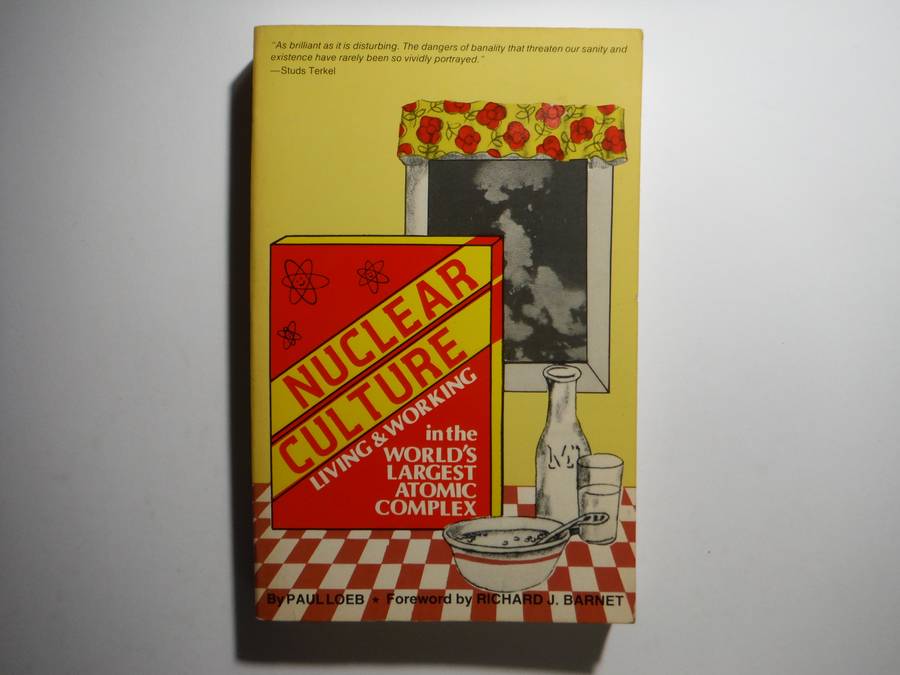 "As brilliant as it is disturbing. The dangers of banality that threaten our sanity and
existence have rarely been so vividly portrayed."
—Studs Terkel
NUCLEAR
CULTURE
LIVING & WORKING
in the
WORLD'S
LARGEST
ATOMIC
COMPLEX
By PAUL LOEB ★ Foreword by RICHARD J. BARNET